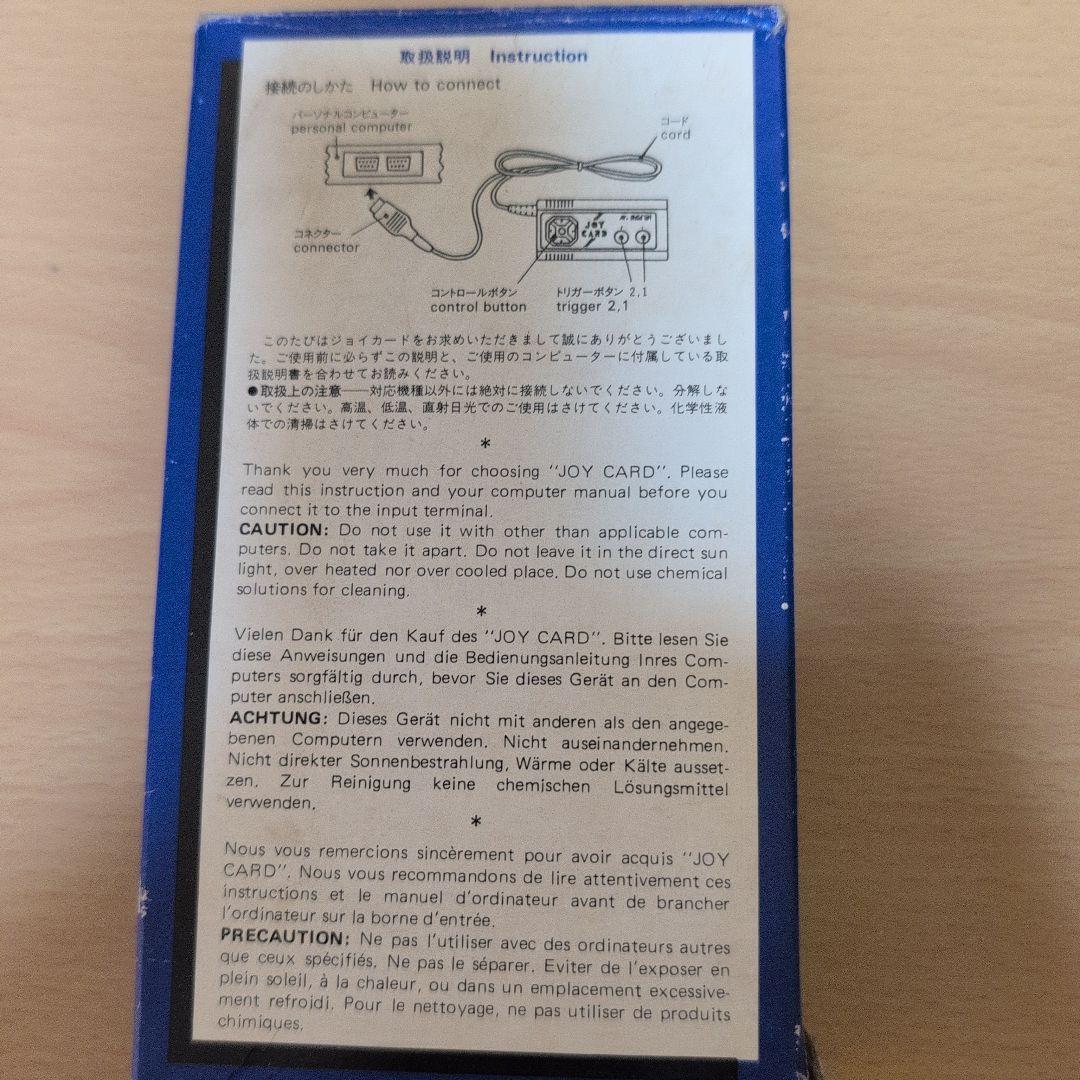 取扱説明 Instruction
接続のしかた How to connect
パーソナルコンピューター
personal computer
コード
cord
JOY
CARD
コネクター
connector
コントロールボタン
control button
トリガーボタン 2,1
trigger 2,1
このたびはジョイカードをお求めいただきまして誠にありがとうございまし
た。ご使用前に必らずこの説明と、ご使用のコンピューターに付属している取
扱説明書を合わせてお読みください。
●取扱上の注意──対応機種以外には絶対に接続しないでください。分解しな
いでください。高温、低温、直射日光でのご使用はさけてください。化学性液
体での清掃はさけてください。
*
Thank you very much for choosing "JOY CARD". Please
read this instruction and your computer manual before you
connect it to the input terminal.
CAUTION: Do not use it with other than applicable com-
puters. Do not take it apart. Do not leave it in the direct sun
light, over heated nor over cooled place. Do not use chemical
solutions for cleaning.
*
Vielen Dank für den Kauf des "JOY CARD". Bitte lesen Sie
diese Anweisungen und die Bedienungsanleitung Inres Com-
puters sorgfältig durch, bevor Sie dieses Gerät an den Com-
puter anschließen.
ACHTUNG: Dieses Gerät nicht mit anderen als den angege-
benen Computern verwenden. Nicht auseinandernehmen.
Nicht direkter Sonnenbestrahlung, Wärme oder Kälte ausset-
zen. Zur Reinigung keine chemischen Lösungsmittel
verwenden.
*
Nous vous remercions sincèrement pour avoir acquis "JOY
CARD". Nous vous recommandons de lire attentivement ces
instructions et le manuel d'ordinateur avant de brancher
l'ordinateur sur la borne d'entrée.
PRECAUTION: Ne pas l'utiliser avec des ordinateurs autres
que ceux spécifiés. Ne pas le séparer. Eviter de l'exposer en
plein soleil, à la chaleur, ou dans un emplacement excessive-
ment refroidi. Pour le nettoyage, ne pas utiliser de produits
chimiques.